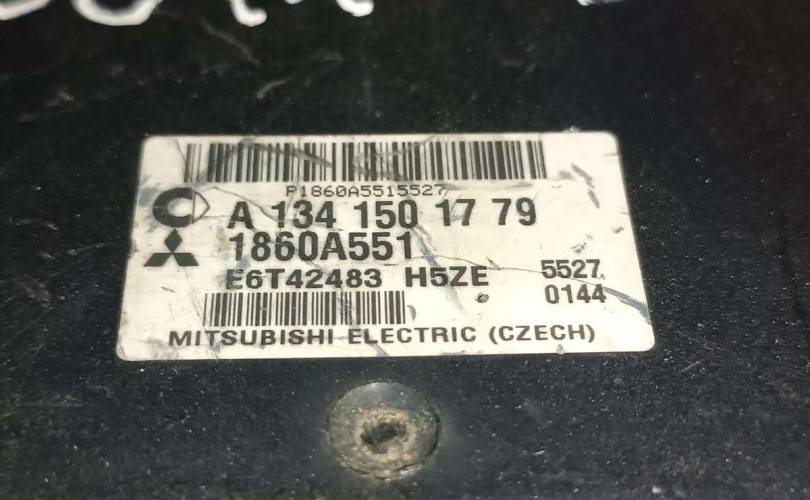 P1860A5515527
A 134 150 17 79
1860A551
E6T42483 H5ZE 5527
0144
MITSUBISHI ELECTRIC (CZECH)